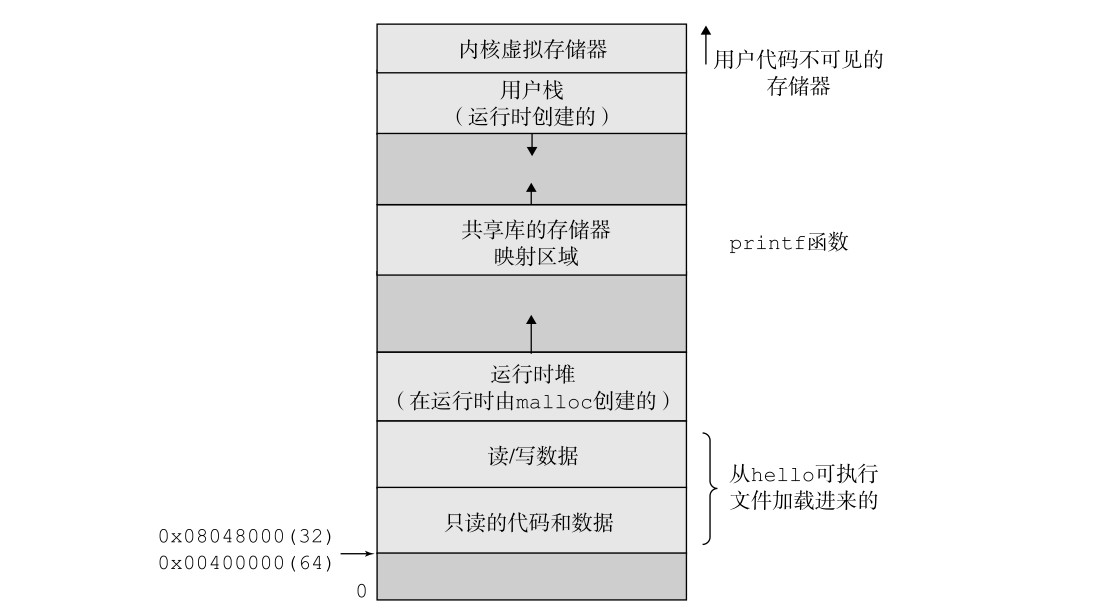 内核虚拟存储器
用户代码不可见的
存储器
用户栈
（运行时创建的）
共享库的存储器
映射区域
printf函数
运行时堆
（在运行时由malloc创建的）
读/写数据
从hello可执行
文件加载进来的
只读的代码和数据
0x08048000(32)
0x00400000(64)
0